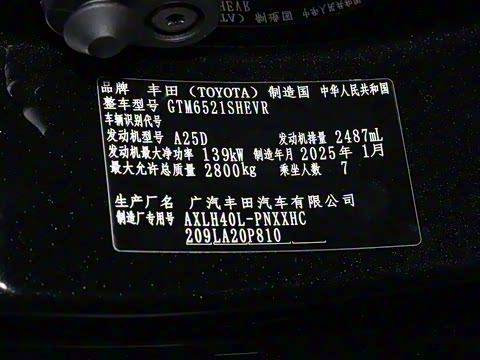 品牌 丰田 (TOYOTA) 制造国 中华人民共和国
整车型号 GTM6521SHEVR
车辆识别代号
发动机型号 A25D 发动机排量 2487mL
发动机最大净功率 139kW 制造年月 2025年 1月
最大允许总质量 2800kg 乘坐人数 7
生产厂名 广汽丰田汽车有限公司
制造厂专用号 AXLH40L-PNXXHC
209LA20P810